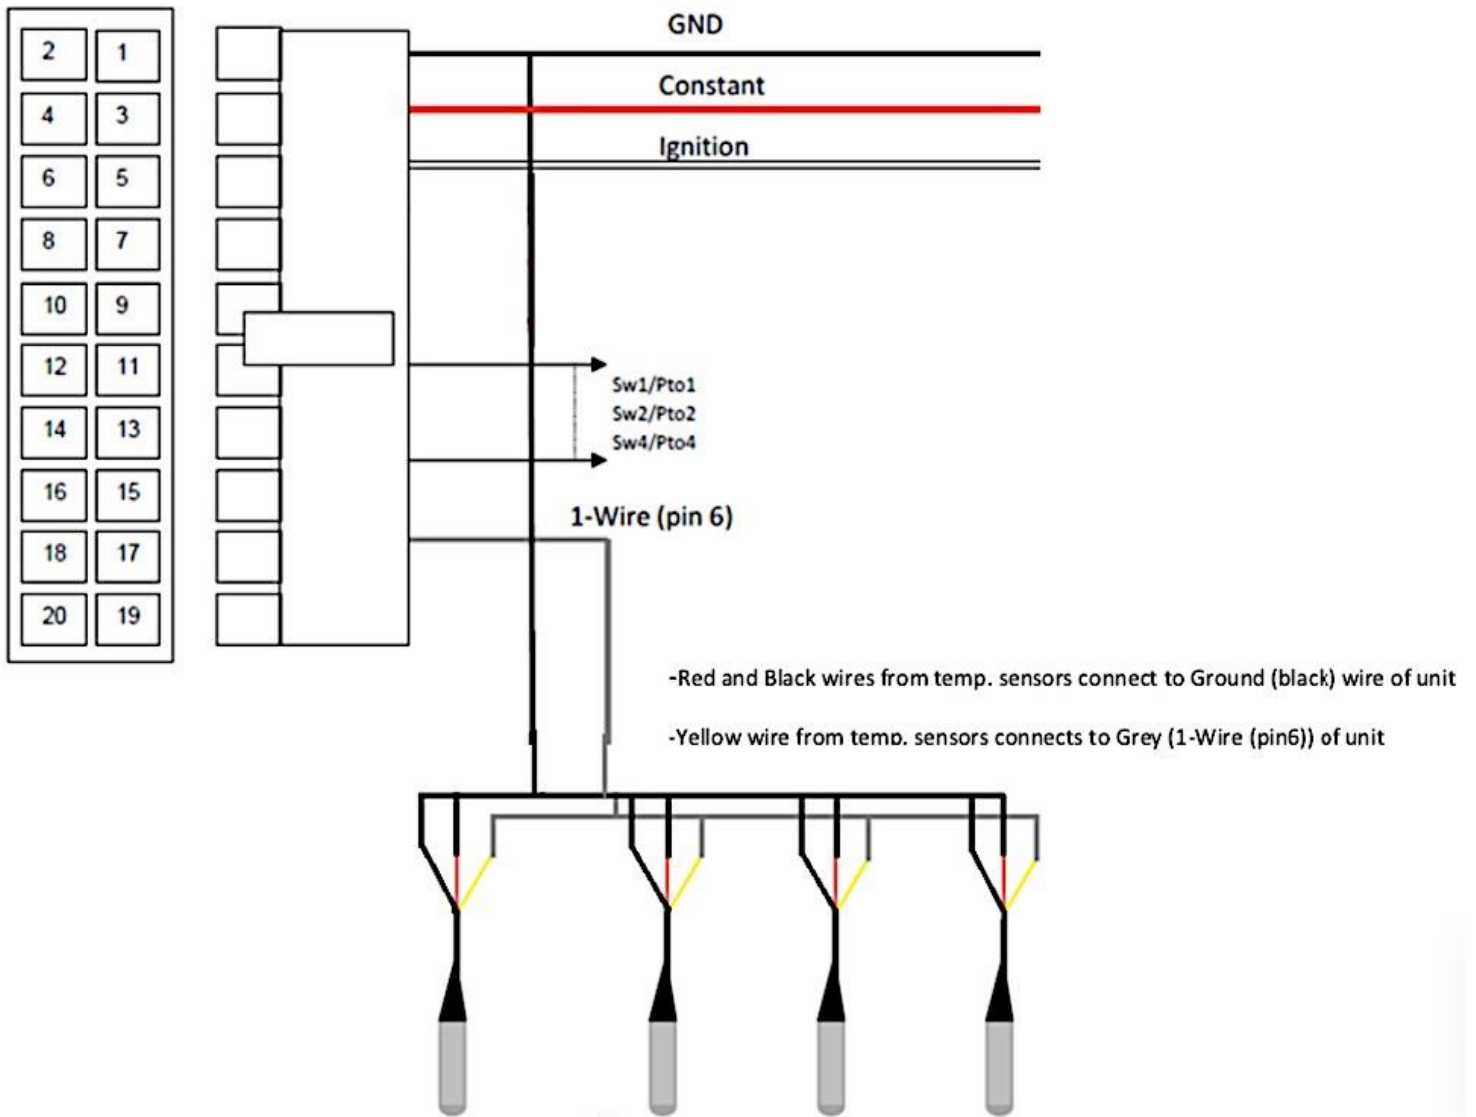 2 1
4 3
6 5
8 7
10 9
12 11
14 13
16 15
18 17
20 19
GND
Constant
Ignition
Sw1/Pto1
Sw2/Pto2
Sw4/Pto4
1-Wire (pin 6)
-Red and Black wires from temp. sensors connect to Ground (black) wire of unit
-Yellow wire from temp. sensors connects to Grey (1-Wire (pin6)) of unit